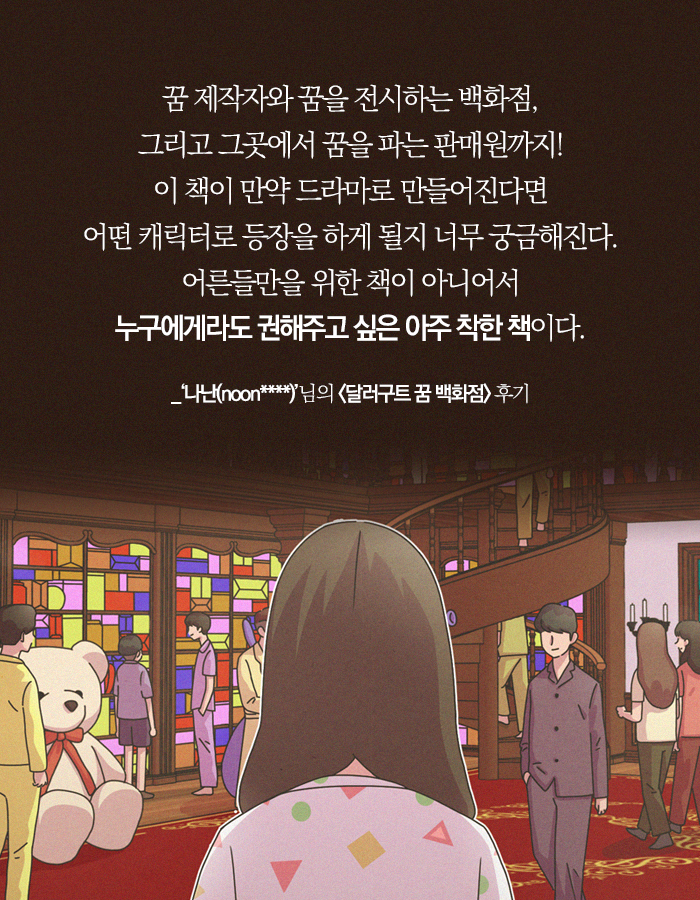 꿈 제작자와 꿈을 전시하는 백화점,
그리고 그곳에서 꿈을 파는 판매원까지!
이 책이 만약 드라마로 만들어진다면
어떤 캐릭터로 등장을 하게 될지 너무 궁금해진다.
어른들만을 위한 책이 아니어서
누구에게라도 권해주고 싶은 아주 착한 책이다.
_'나난(noon****)'님의 〈달러구트 꿈 백화점〉 후기